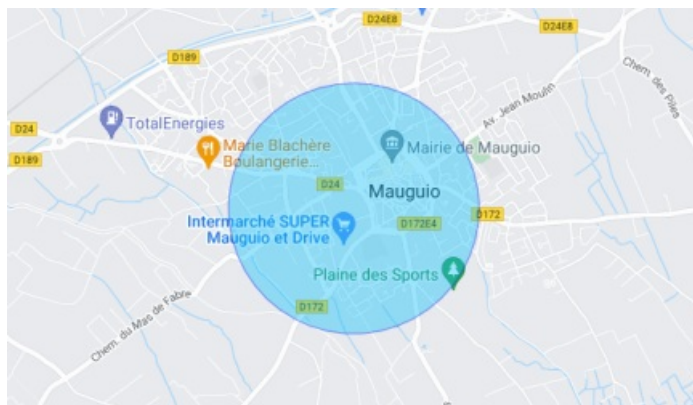 D24E8
D24E8
D189
Chem. des Piles
Av. Jean Moulin
TotalEnergies
D24
D189
Marie Blachère
Boulangerie...
Mairie de Mauguio
D24
Mauguio
Intermarché SUPER
Mauguio et Drive
D172E4
D172
Plaine des Sports
D172
Chem. du Mas de Fabre